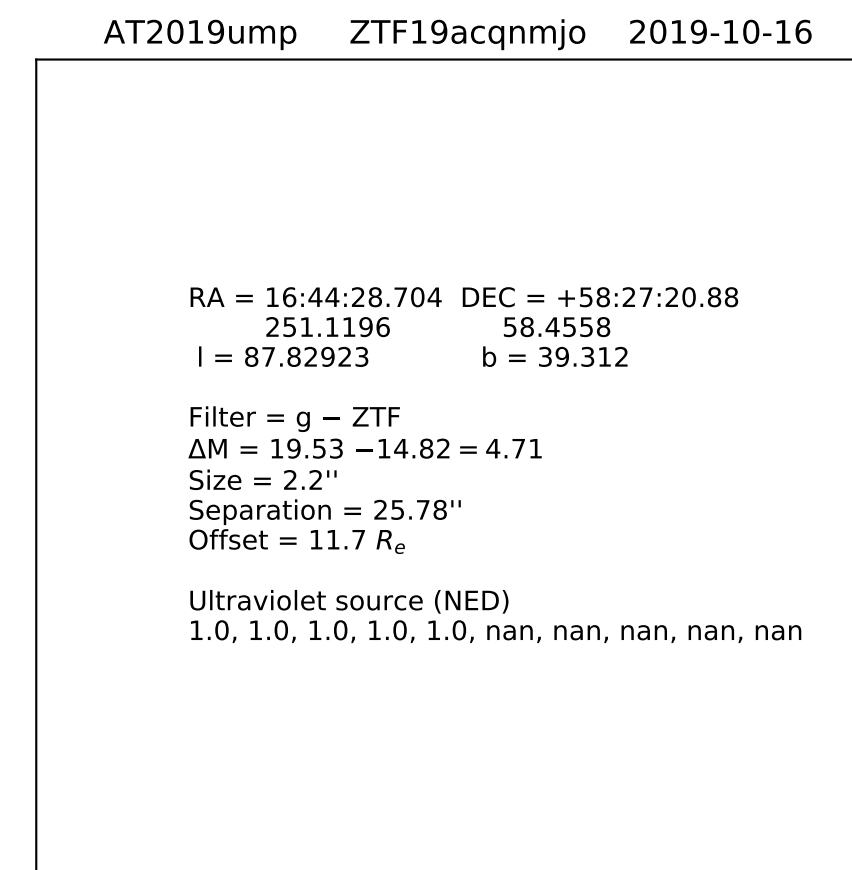 AT2019ump ZTF19acqnmjo 2019-10-16
RA = 16:44:28.704 DEC = +58:27:20.88
251.1196 58.4558
l = 87.82923 b = 39.312
Filter = g − ZTF
ΔM = 19.53 −14.82 = 4.71
Size = 2.2''
Separation = 25.78''
Offset = 11.7 Rₑ
Ultraviolet source (NED)
1.0, 1.0, 1.0, 1.0, 1.0, nan, nan, nan, nan, nan